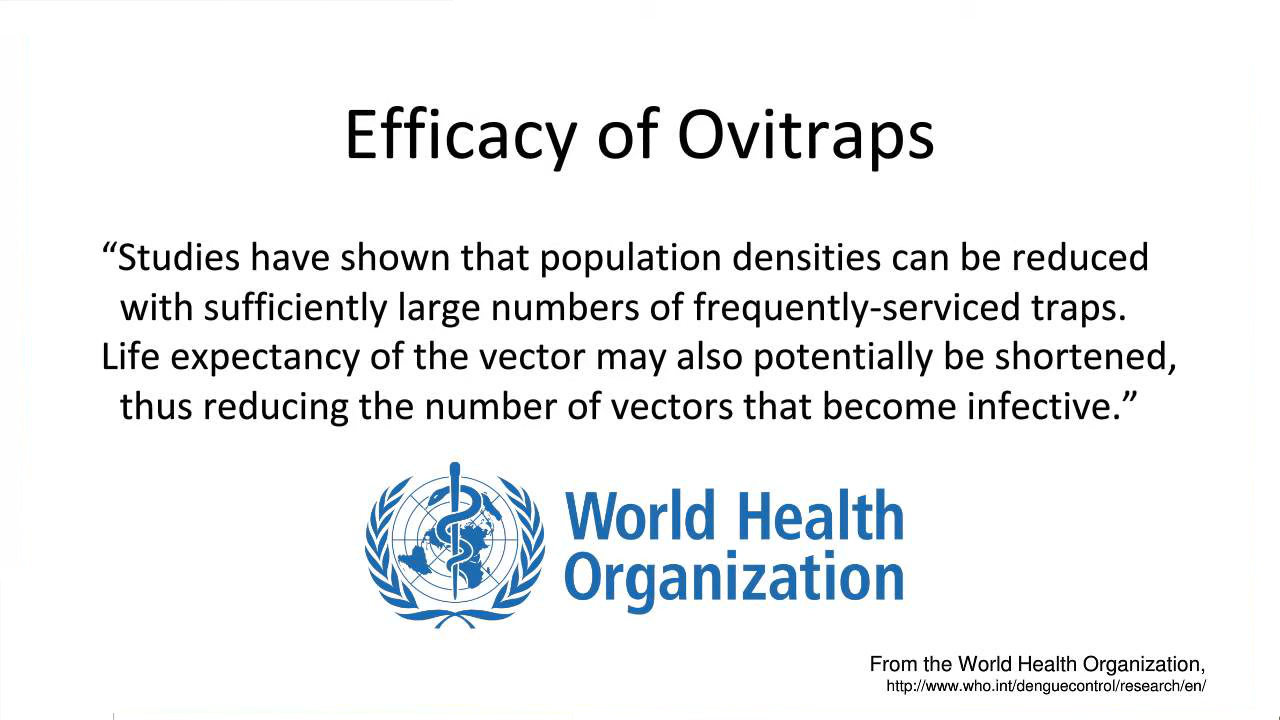 Efficacy of Ovitraps
“Studies have shown that population densities can be reduced
with sufficiently large numbers of frequently-serviced traps.
Life expectancy of the vector may also potentially be shortened,
thus reducing the number of vectors that become infective.”
World Health
Organization
From the World Health Organization,
http://www.who.int/denguecontrol/research/en/